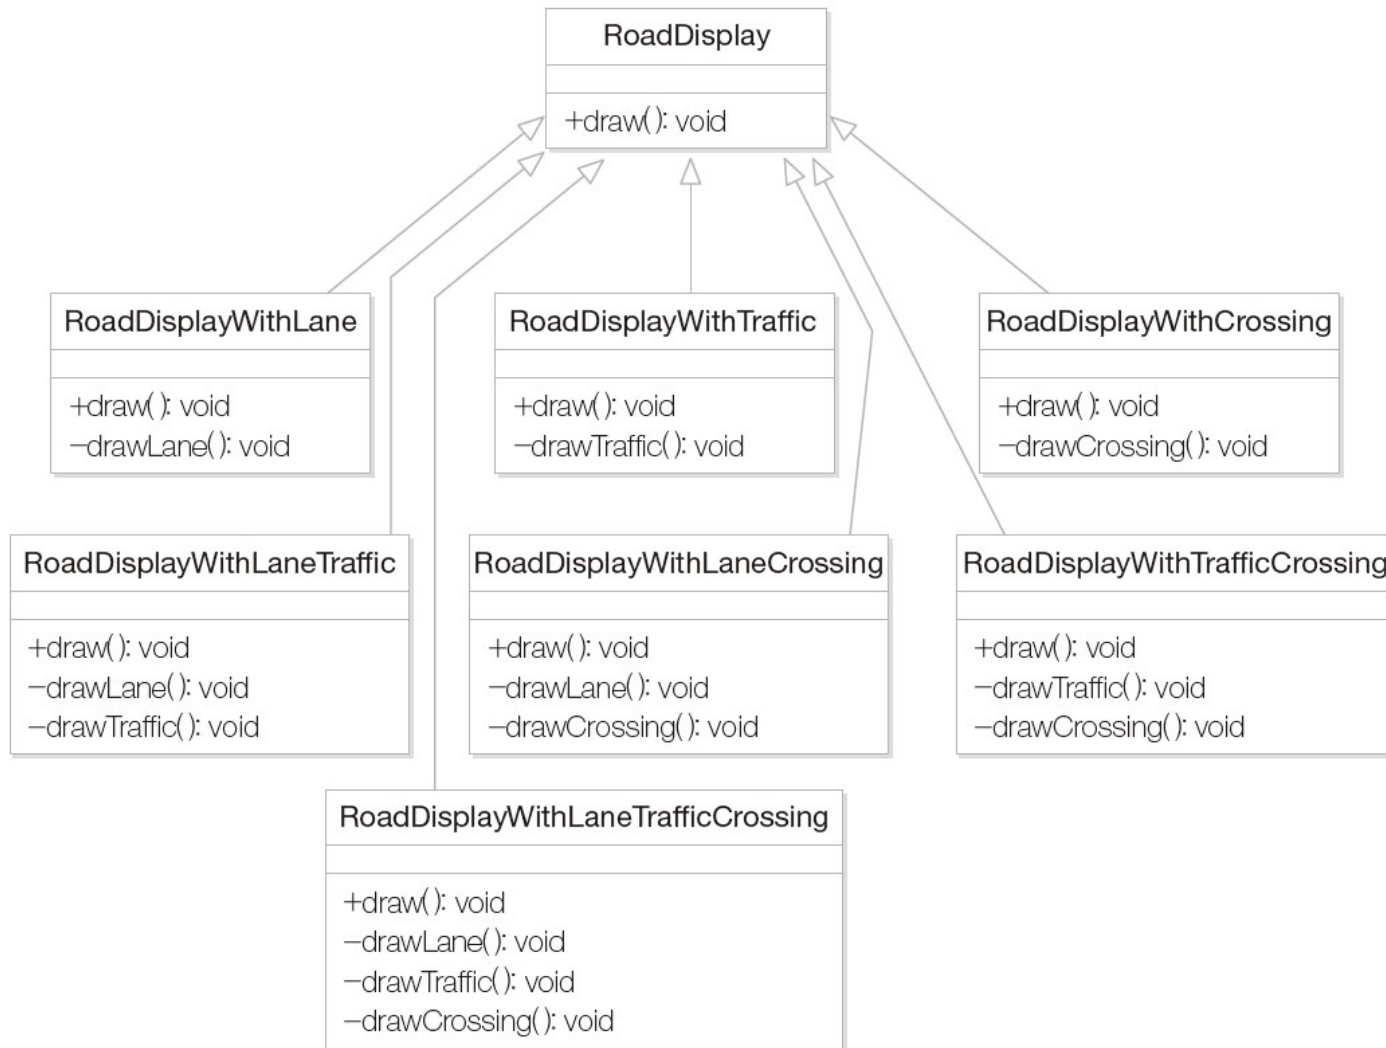 RoadDisplay
+draw(): void
RoadDisplayWithLane
+draw(): void
–drawLane(): void
RoadDisplayWithTraffic
+draw(): void
–drawTraffic(): void
RoadDisplayWithCrossing
+draw(): void
–drawCrossing(): void
RoadDisplayWithLaneTraffic
+draw(): void
–drawLane(): void
–drawTraffic(): void
RoadDisplayWithLaneCrossing
+draw(): void
–drawLane(): void
–drawCrossing(): void
RoadDisplayWithTrafficCrossing
+draw(): void
–drawTraffic(): void
–drawCrossing(): void
RoadDisplayWithLaneTrafficCrossing
+draw(): void
–drawLane(): void
–drawTraffic(): void
–drawCrossing(): void